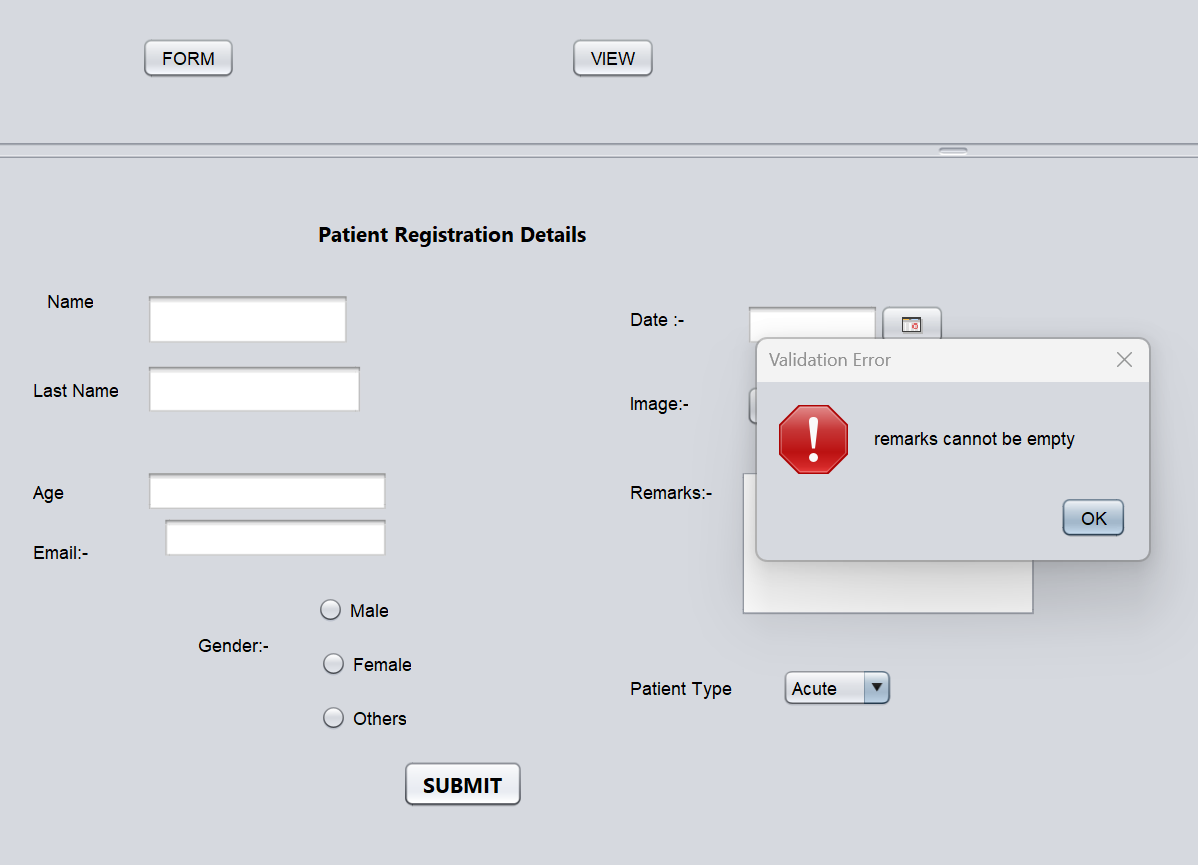 FORM
VIEW
Patient Registration Details
Name
Last Name
Age
Email:-
Gender:-
Male
Female
Others
SUBMIT
Date :-
Image:-
Remarks:-
Patient Type
Acute
Validation Error
remarks cannot be empty
OK